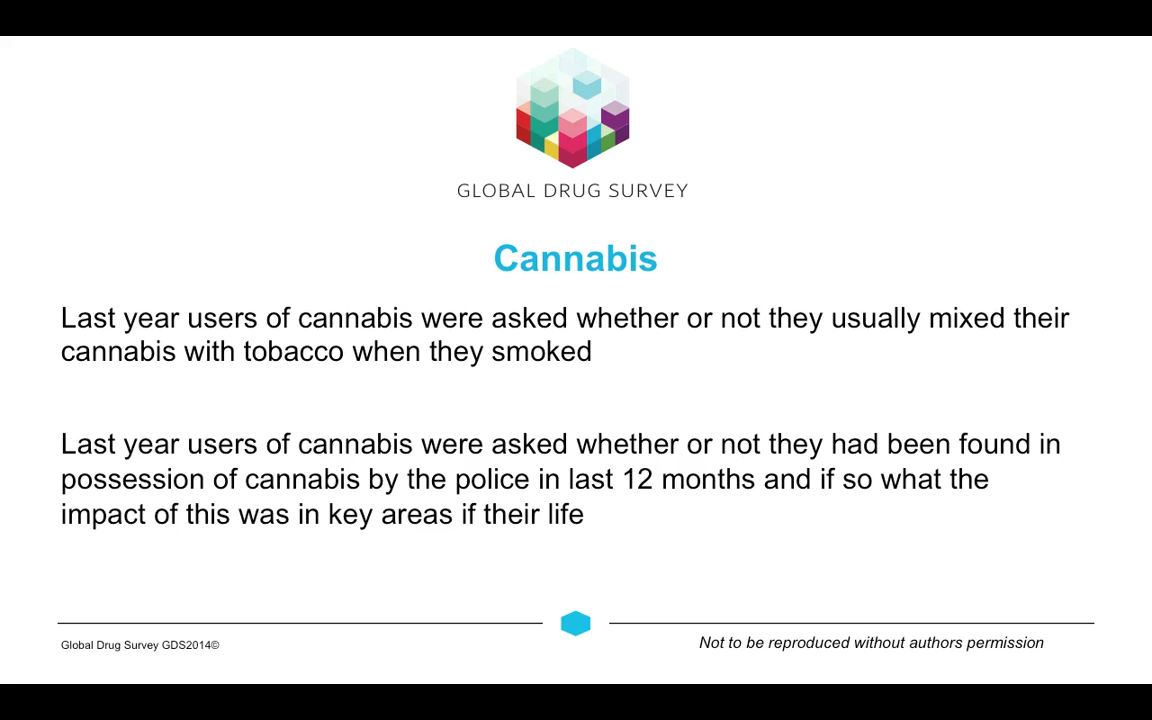 GLOBAL DRUG SURVEY
Cannabis
Last year users of cannabis were asked whether or not they usually mixed their
cannabis with tobacco when they smoked
Last year users of cannabis were asked whether or not they had been found in
possession of cannabis by the police in last 12 months and if so what the
impact of this was in key areas if their life
Global Drug Survey GDS2014©
Not to be reproduced without authors permission